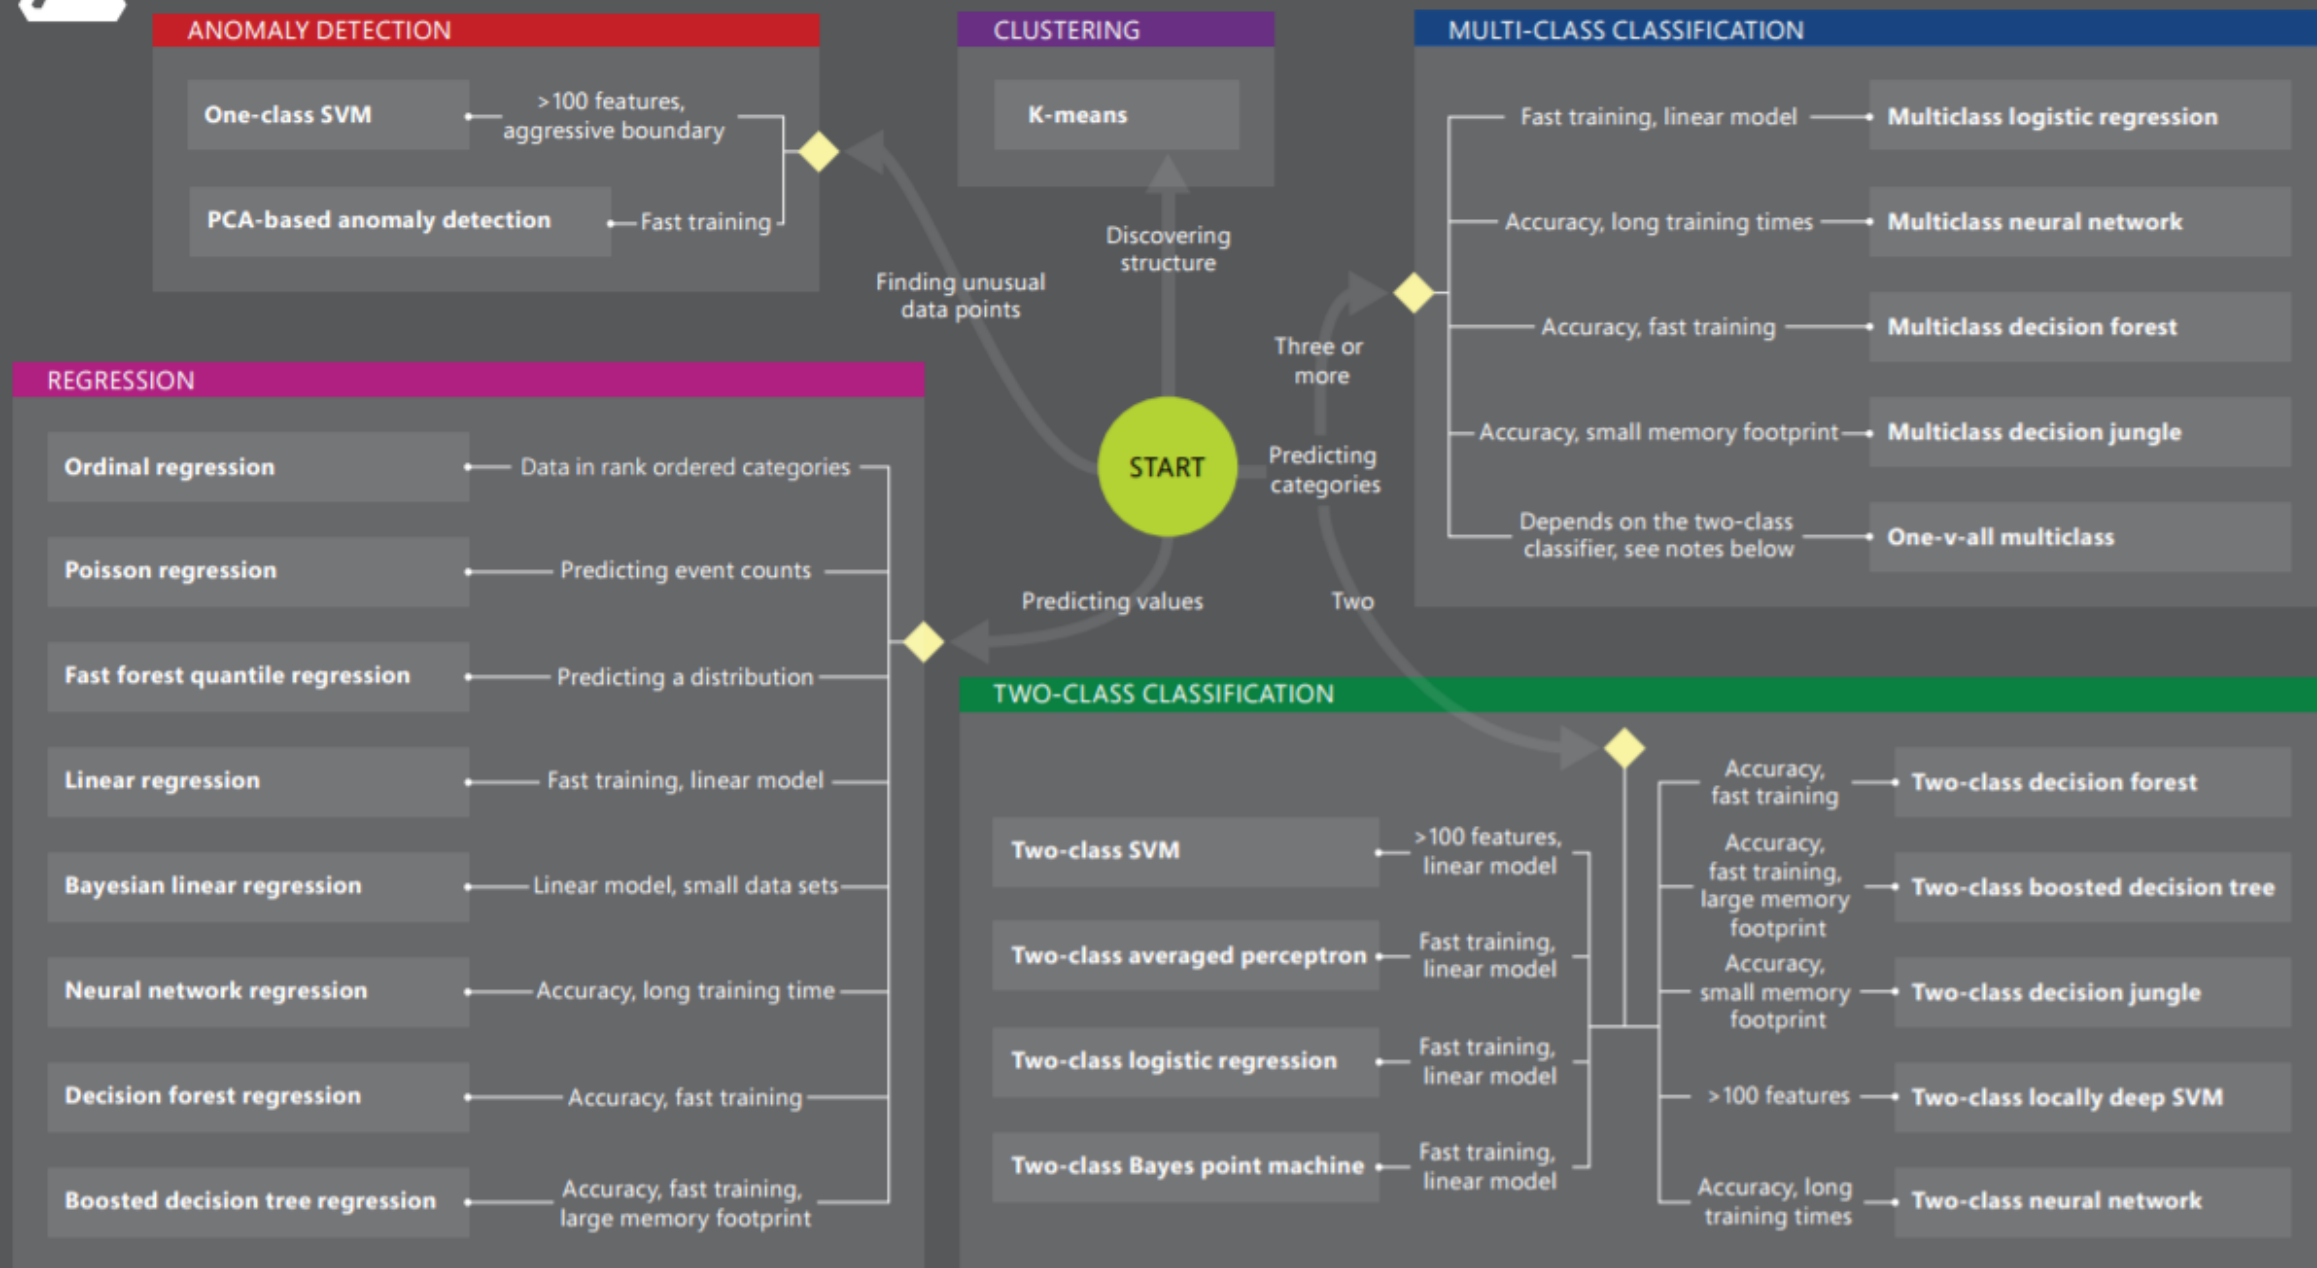 ANOMALY DETECTION
One-class SVM
>100 features,
aggressive boundary
PCA-based anomaly detection
Fast training
CLUSTERING
K-means
MULTI-CLASS CLASSIFICATION
Fast training, linear model
Multiclass logistic regression
Accuracy, long training times
Multiclass neural network
Accuracy, fast training
Multiclass decision forest
Accuracy, small memory footprint
Multiclass decision jungle
Depends on the two-class
classifier, see notes below
One-v-all multiclass
Finding unusual
data points
Discovering
structure
Three or
more
START
Predicting
categories
Predicting values
Two
REGRESSION
Ordinal regression
Data in rank ordered categories
Poisson regression
Predicting event counts
Fast forest quantile regression
Predicting a distribution
Linear regression
Fast training, linear model
Bayesian linear regression
Linear model, small data sets
Neural network regression
Accuracy, long training time
Decision forest regression
Accuracy, fast training
Boosted decision tree regression
Accuracy, fast training,
large memory footprint
TWO-CLASS CLASSIFICATION
Two-class SVM
>100 features,
linear model
Two-class averaged perceptron
Fast training,
linear model
Two-class logistic regression
Fast training,
linear model
Two-class Bayes point machine
Fast training,
linear model
Accuracy,
fast training
Two-class decision forest
Accuracy,
fast training,
large memory
footprint
Two-class boosted decision tree
Accuracy,
small memory
footprint
Two-class decision jungle
>100 features
Two-class locally deep SVM
Accuracy, long
training times
Two-class neural network